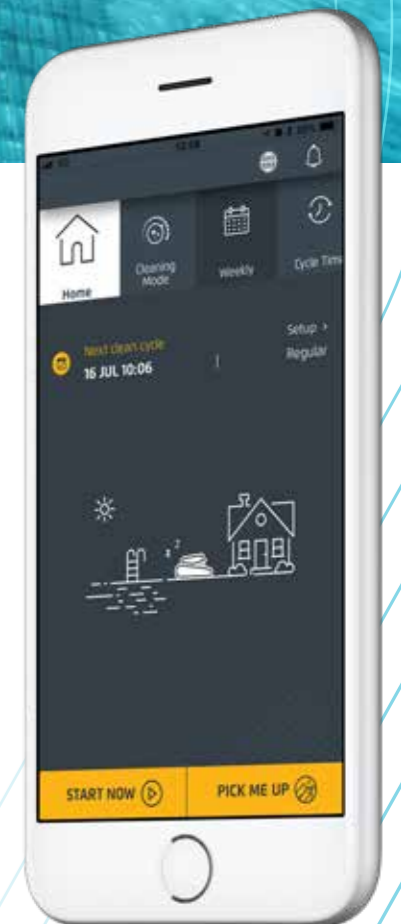 Home
Cleaning
Mode
Weekly
Cycle Time
Next clean cycle
16 JUL 10:06
Setup >
Regular
START NOW
PICK ME UP